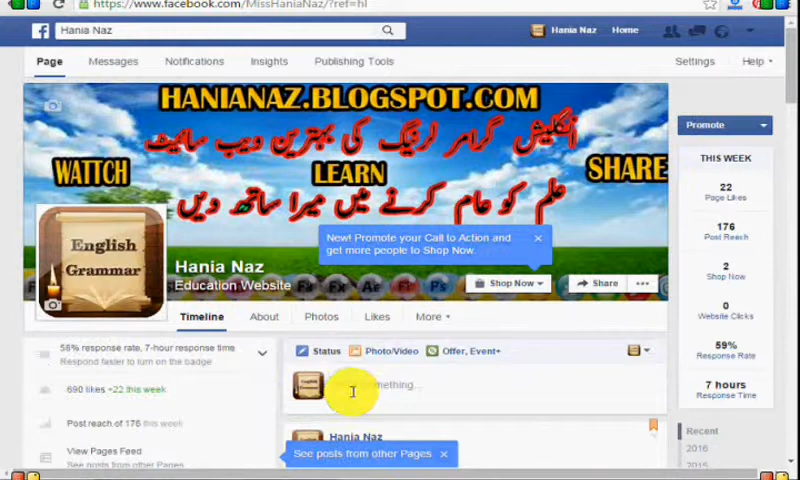 https://www.facebook.com/MissHaniaNaz/?ref=hl
Hania Naz
Hania Naz Home
Page Messages Notifications Insights Publishing Tools Settings Help
HANIANAZ.BLOGSPOT.COM
انگلیش گرامر لرنیگ کی بہترین ویب سائیٹ
WATTCH LEARN SHARE
علم کو عام کرنے میں میرا ساتھ دیں
English
Grammar
New! Promote your Call to Action and
get more people to Shop Now.
Hania Naz
Education Website
Shop Now Share
Timeline About Photos Likes More
Promote
THIS WEEK
22
Page Likes
176
Post Reach
2
Shop Now
0
Website Clicks
59%
Response Rate
7 hours
Response Time
Recent
2016
2015
58% response rate, 7-hour response time
Respond faster to turn on the badge
690 likes +22 this week
Post reach of 176 this week
View Pages Feed
See posts from other Pages
Status Photo/Video Offer, Event+
English
Grammar
something...
Hania Naz
See posts from other Pages